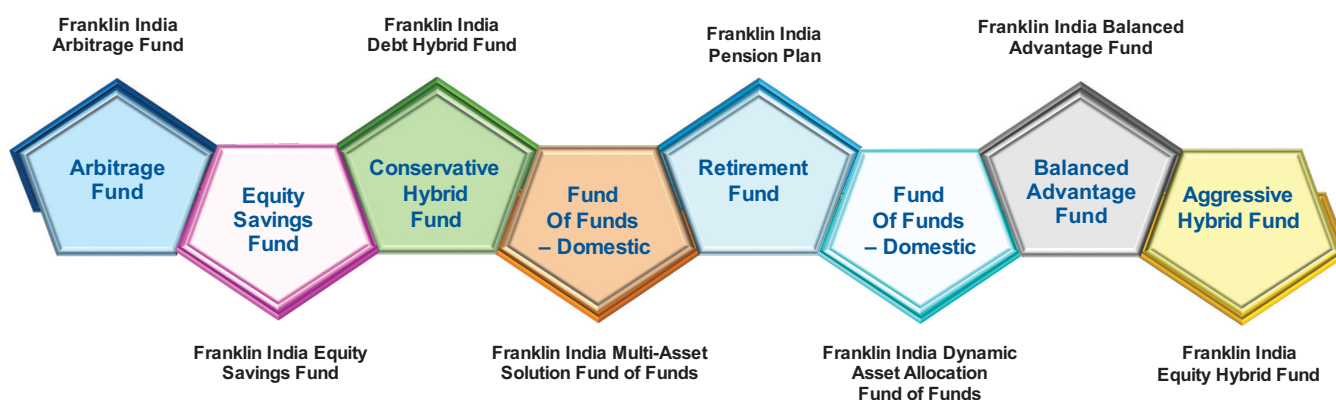 Franklin India
Arbitrage Fund
Franklin India
Debt Hybrid Fund
Franklin India
Pension Plan
Franklin India Balanced
Advantage Fund
Arbitrage
Fund
Equity
Savings
Fund
Conservative
Hybrid
Fund
Fund
Of Funds
– Domestic
Retirement
Fund
Fund
Of Funds
– Domestic
Balanced
Advantage
Fund
Aggressive
Hybrid Fund
Franklin India Equity
Savings Fund
Franklin India Multi-Asset
Solution Fund of Funds
Franklin India Dynamic
Asset Allocation
Fund of Funds
Franklin India
Equity Hybrid Fund